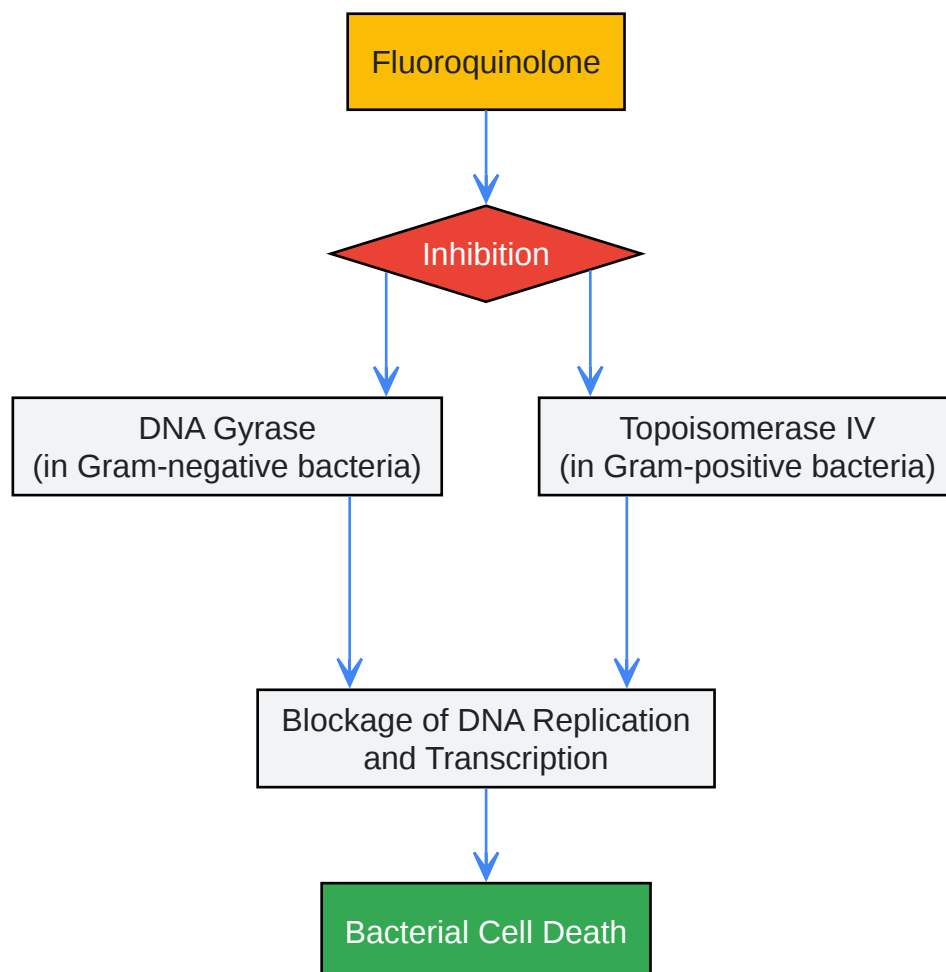 Fluoroquinolone
Inhibition
DNA Gyrase
(in Gram-negative bacteria)
Topoisomerase IV
(in Gram-positive bacteria)
Blockage of DNA Replication
and Transcription
Bacterial Cell Death